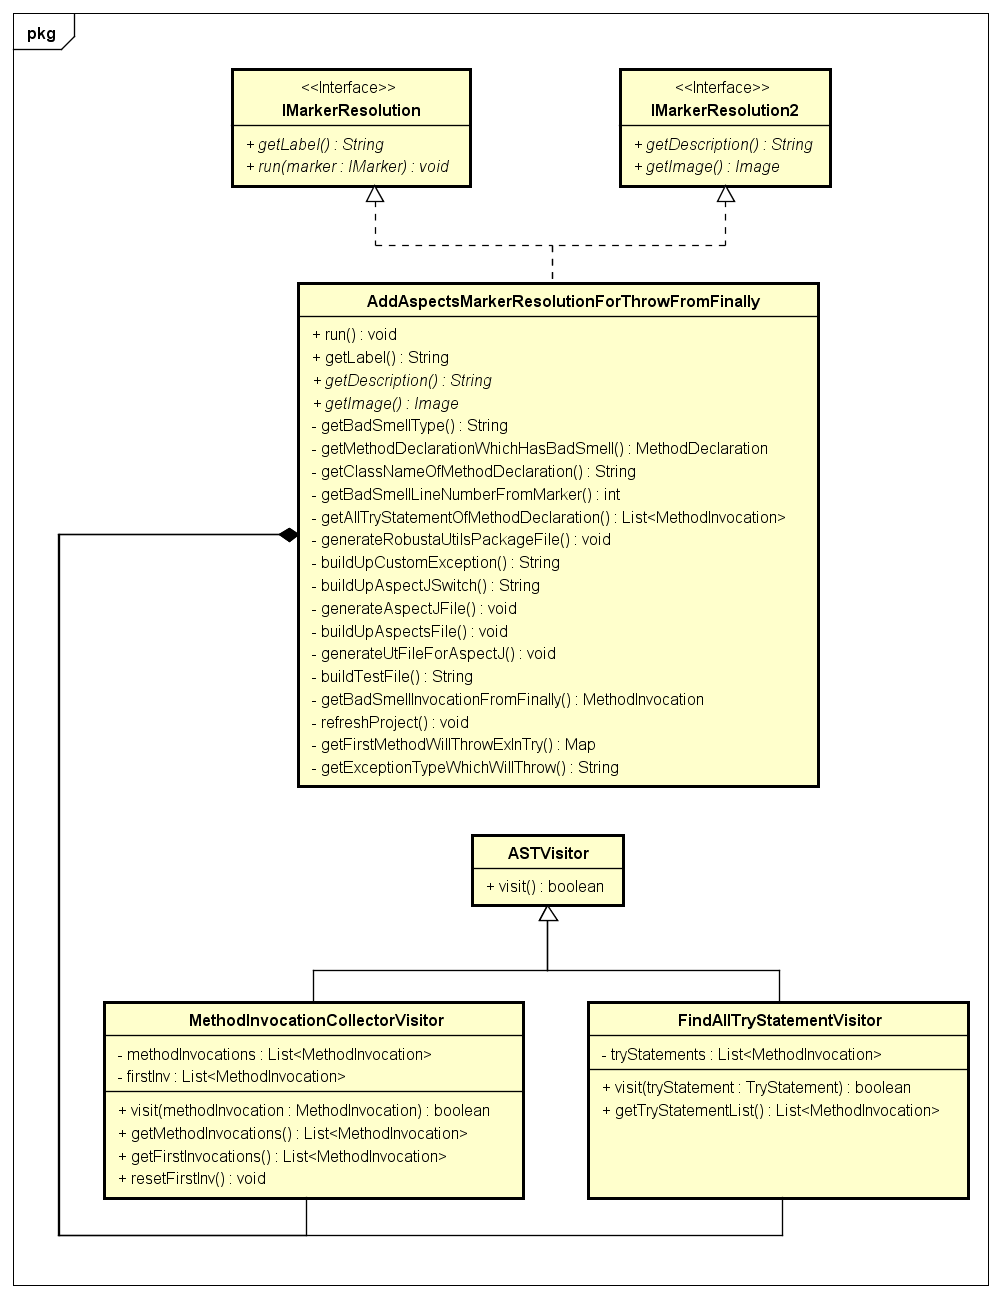 pkg
<<Interface>>
IMarkerResolution
+ getLabel() : String
+ run(marker : IMarker) : void
<<Interface>>
IMarkerResolution2
+ getDescription() : String
+ getImage() : Image
AddAspectsMarkerResolutionForThrowFromFinally
+ run() : void
+ getLabel() : String
+ getDescription() : String
+ getImage() : Image
- getBadSmellType() : String
- getMethodDeclarationWhichHasBadSmell() : MethodDeclaration
- getClassNameOfMethodDeclaration() : String
- getBadSmellLineNumberFromMarker() : int
- getAllTryStatementOfMethodDeclaration() : List<MethodInvocation>
- generateRobustaUtilsPackageFile() : void
- buildUpCustomException() : String
- buildUpAspectJSwitch() : String
- generateAspectJFile() : void
- buildUpAspectsFile() : void
- generateUtFileForAspectJ() : void
- buildTestFile() : String
- getBadSmellInvocationFromFinally() : MethodInvocation
- refreshProject() : void
- getFirstMethodWillThrowExInTry() : Map
- getExceptionTypeWhichWillThrow() : String
ASTVisitor
+ visit() : boolean
MethodInvocationCollectorVisitor
- methodInvocations : List<MethodInvocation>
- firstInv : List<MethodInvocation>
+ visit(methodInvocation : MethodInvocation) : boolean
+ getMethodInvocations() : List<MethodInvocation>
+ getFirstInvocations() : List<MethodInvocation>
+ resetFirstInv() : void
FindAllTryStatementVisitor
- tryStatements : List<MethodInvocation>
+ visit(tryStatement : TryStatement) : boolean
+ getTryStatementList() : List<MethodInvocation>